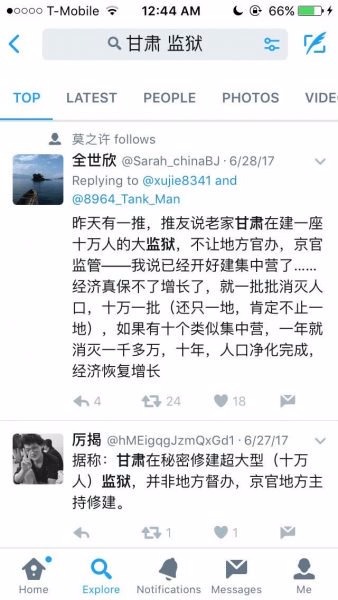 T-Mobile 12:44 AM 66%
甘肃 监狱
TOP LATEST PEOPLE PHOTOS VIDE
莫之许 follows
全世欣 @Sarah_chinaBJ · 6/28/17
Replying to @xujie8341 and
@8964_Tank_Man
昨天有一推，推友说老家甘肃在建一座
十万人的大监狱，不让地方官办，京官
监管——我说已经开好建集中营了……
经济真保不了增长了，就一批批消灭人
口，十万一批（还只一地，肯定不止一
地），如果有十个类似集中营，一年就
消灭一千多万，十年，人口净化完成，
经济恢复增长
4 24 18
厉揭 @hMEigqgJzmQxGd1 · 6/27/17
据称：甘肃在秘密修建超大型（十万
人）监狱，并非地方督办，京官地方主
持修建。
1 1
Home Explore Notifications Messages Me